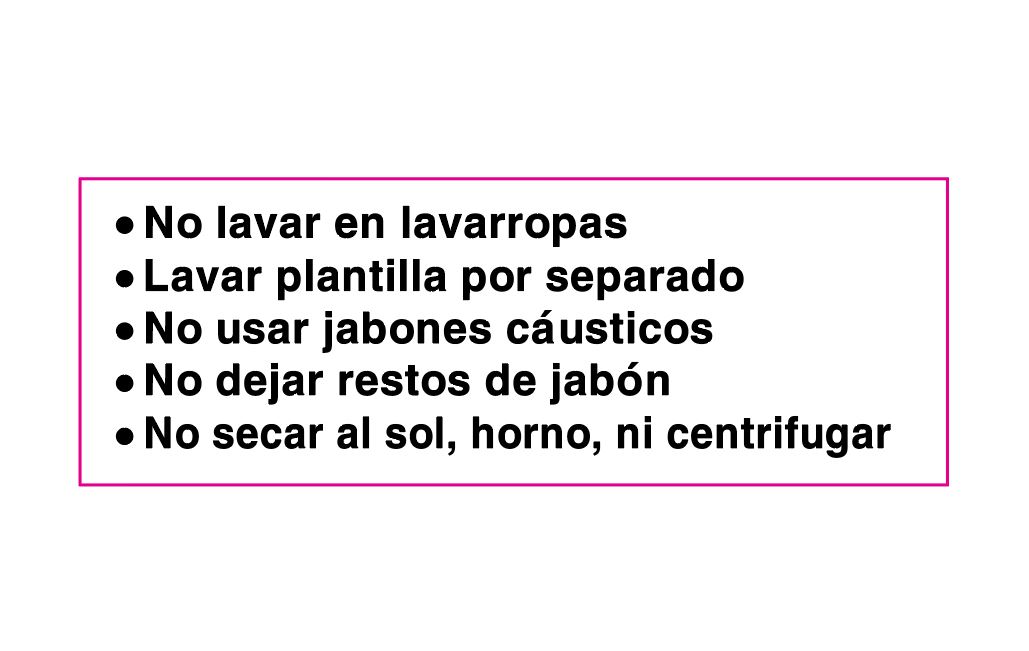 • No lavar en lavarropas
• Lavar plantilla por separado
• No usar jabones cáusticos
• No dejar restos de jabón
• No secar al sol, horno, ni centrifugar